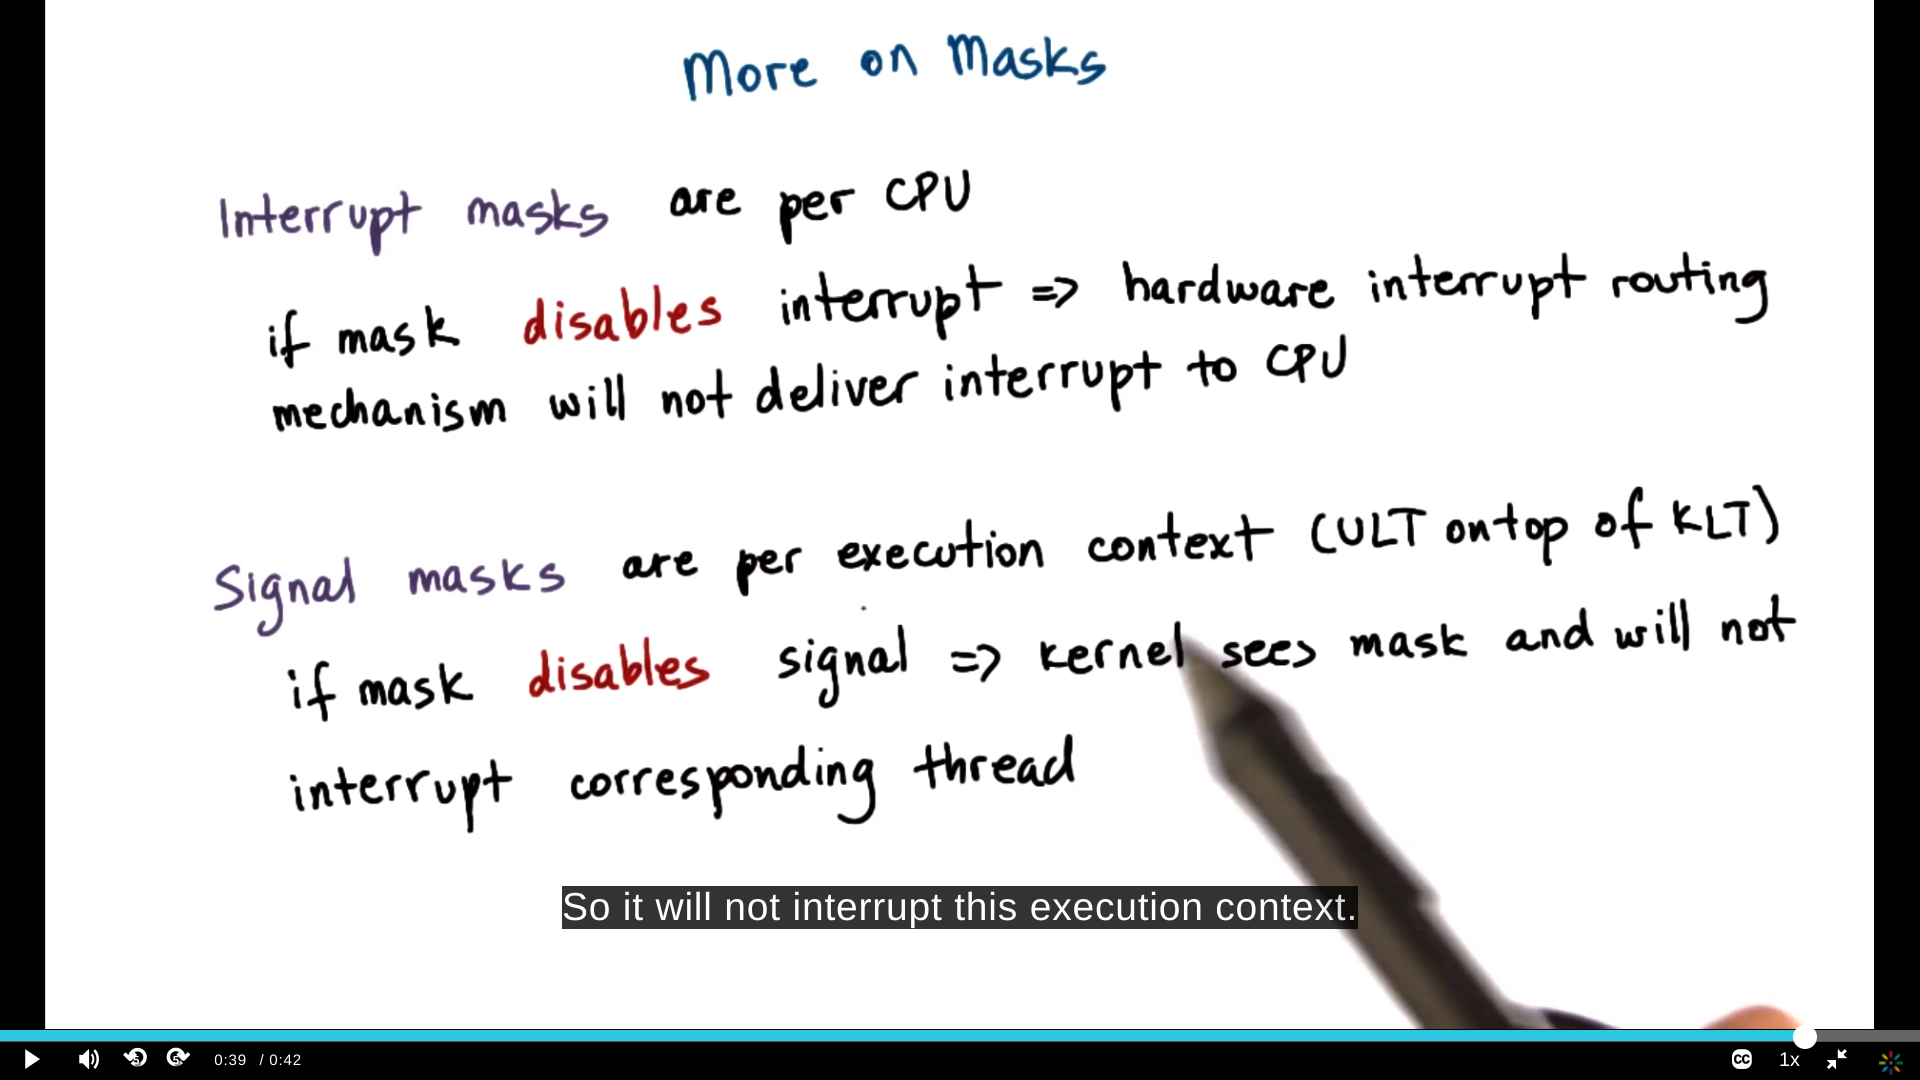 More on Masks
Interrupt masks are per CPU
if mask disables interrupt => hardware interrupt routing
mechanism will not deliver interrupt to CPU
Signal masks are per execution context (ULT ontop of KLT)
if mask disables signal => kernel sees mask and will not
interrupt corresponding thread
So it will not interrupt this execution context.
5 5 0:39 / 0:42 CC 1x